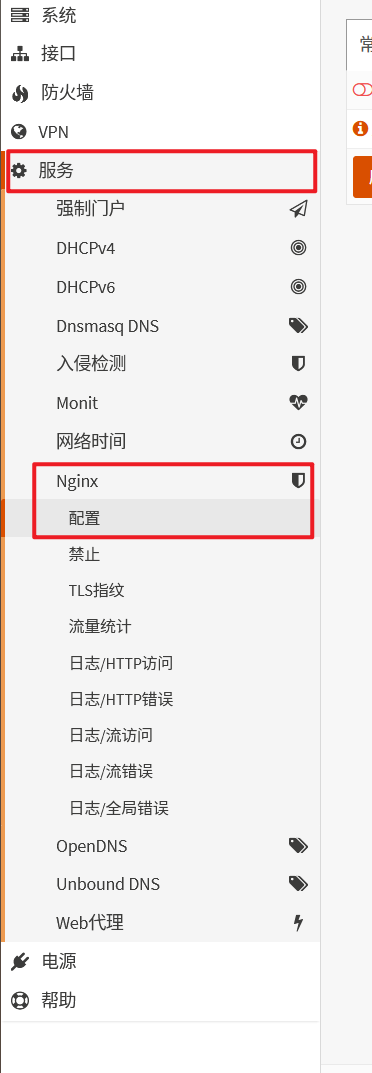 系统
接口
防火墙
VPN
服务
强制门户
DHCPv4
DHCPv6
Dnsmasq DNS
入侵检测
Monit
网络时间
Nginx
配置
禁止
TLS指纹
流量统计
日志/HTTP访问
日志/HTTP错误
日志/流访问
日志/流错误
日志/全局错误
OpenDNS
Unbound DNS
Web代理
电源
帮助